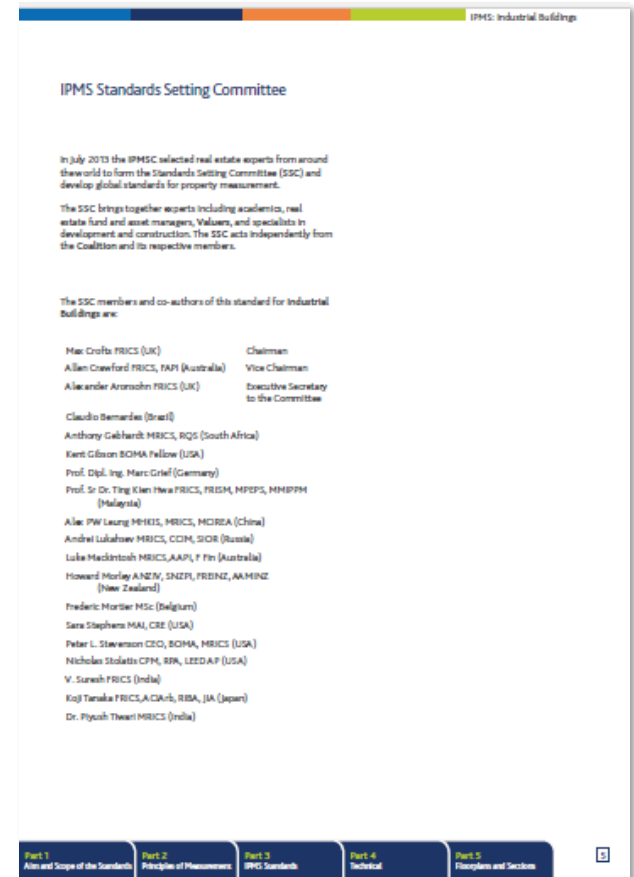 IPMS: Industrial Buildings
IPMS Standards Setting Committee
In July 2013 the IPMSC selected real estate experts from around
the world to form the Standards Setting Committee (SSC) and
develop global standards for property measurement.
The SSC brings together experts including academics, real
estate fund and asset managers, Valuers, and specialists in
development and construction. The SSC acts independently from
the Coalition and its respective members.
The SSC members and co-authors of this standard for Industrial
Buildings are:
Max Crofts FRICS (UK) Chairman
Allen Crawford FRICS, FAPI (Australia) Vice Chairman
Alexander Aronsohn FRICS (UK) Executive Secretary
to the Committee
Claudio Bernardes (Brazil)
Anthony Gebhardt MRICS, RQS (South Africa)
Kent Gibson BOMA Fellow (USA)
Prof. Dipl. Ing. Marc Grief (Germany)
Prof. Sr Dr. Ting Kien Hwa FRICS, FRISM, MPEPS, MMIPPM
(Malaysia)
Alec PW Leung MHKIS, MRICS, MCIREA (China)
Andrei Lukahsev MRICS, CCIM, SIOR (Russia)
Luke Mackintosh MRICS,AAPI, F Fin (Australia)
Howard Morley ANZIV, SNZPI, FREINZ, AAMINZ
(New Zealand)
Frederic Mortier MSc (Belgium)
Sara Stephens MAI, CRE (USA)
Peter L. Stevenson CEO, BOMA, MRICS (USA)
Nicholas Stolatis CPM, RPA, LEED AP (USA)
V. Suresh FRICS (India)
Koji Tanaka FRICS,ACIArb, RIBA, JIA (Japan)
Dr. Piyush Tiwari MRICS (India)
Part 1 Part 2 Part 3 Part 4 Part 5 5
Aim and Scope of the Standards Principles of Measurement IPMS Standards Technical Floorplans and Sections